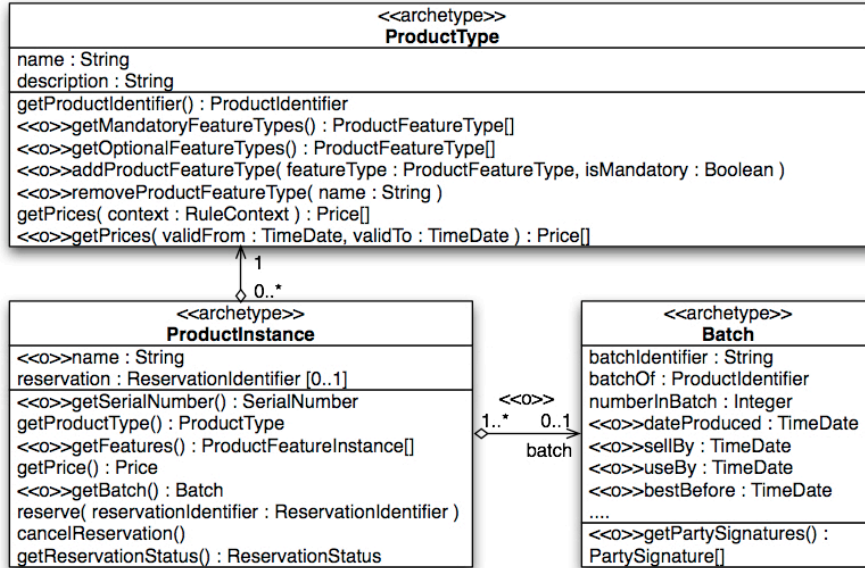 <<archetype>>
ProductType
name : String
description : String
getProductIdentifier() : ProductIdentifier
<<o>>getMandatoryFeatureTypes() : ProductFeatureType[]
<<o>>getOptionalFeatureTypes() : ProductFeatureType[]
<<o>>addProductFeatureType( featureType : ProductFeatureType, isMandatory : Boolean )
<<o>>removeProductFeatureType( name : String )
getPrices( context : RuleContext ) : Price[]
<<o>>getPrices( validFrom : TimeDate, validTo : TimeDate ) : Price[]
1
0..*
<<archetype>>
ProductInstance
<<o>>name : String
reservation : ReservationIdentifier [0..1]
<<o>>getSerialNumber() : SerialNumber
getProductType() : ProductType
<<o>>getFeatures() : ProductFeatureInstance[]
getPrice() : Price
<<o>>getBatch() : Batch
reserve( reservationIdentifier : ReservationIdentifier )
cancelReservation()
getReservationStatus() : ReservationStatus
<<o>>
1..* 0..1
batch
<<archetype>>
Batch
batchIdentifier : String
batchOf : ProductIdentifier
numberInBatch : Integer
<<o>>dateProduced : TimeDate
<<o>>sellBy : TimeDate
<<o>>useBy : TimeDate
<<o>>bestBefore : TimeDate
....
<<o>>getPartySignatures() :
PartySignature[]